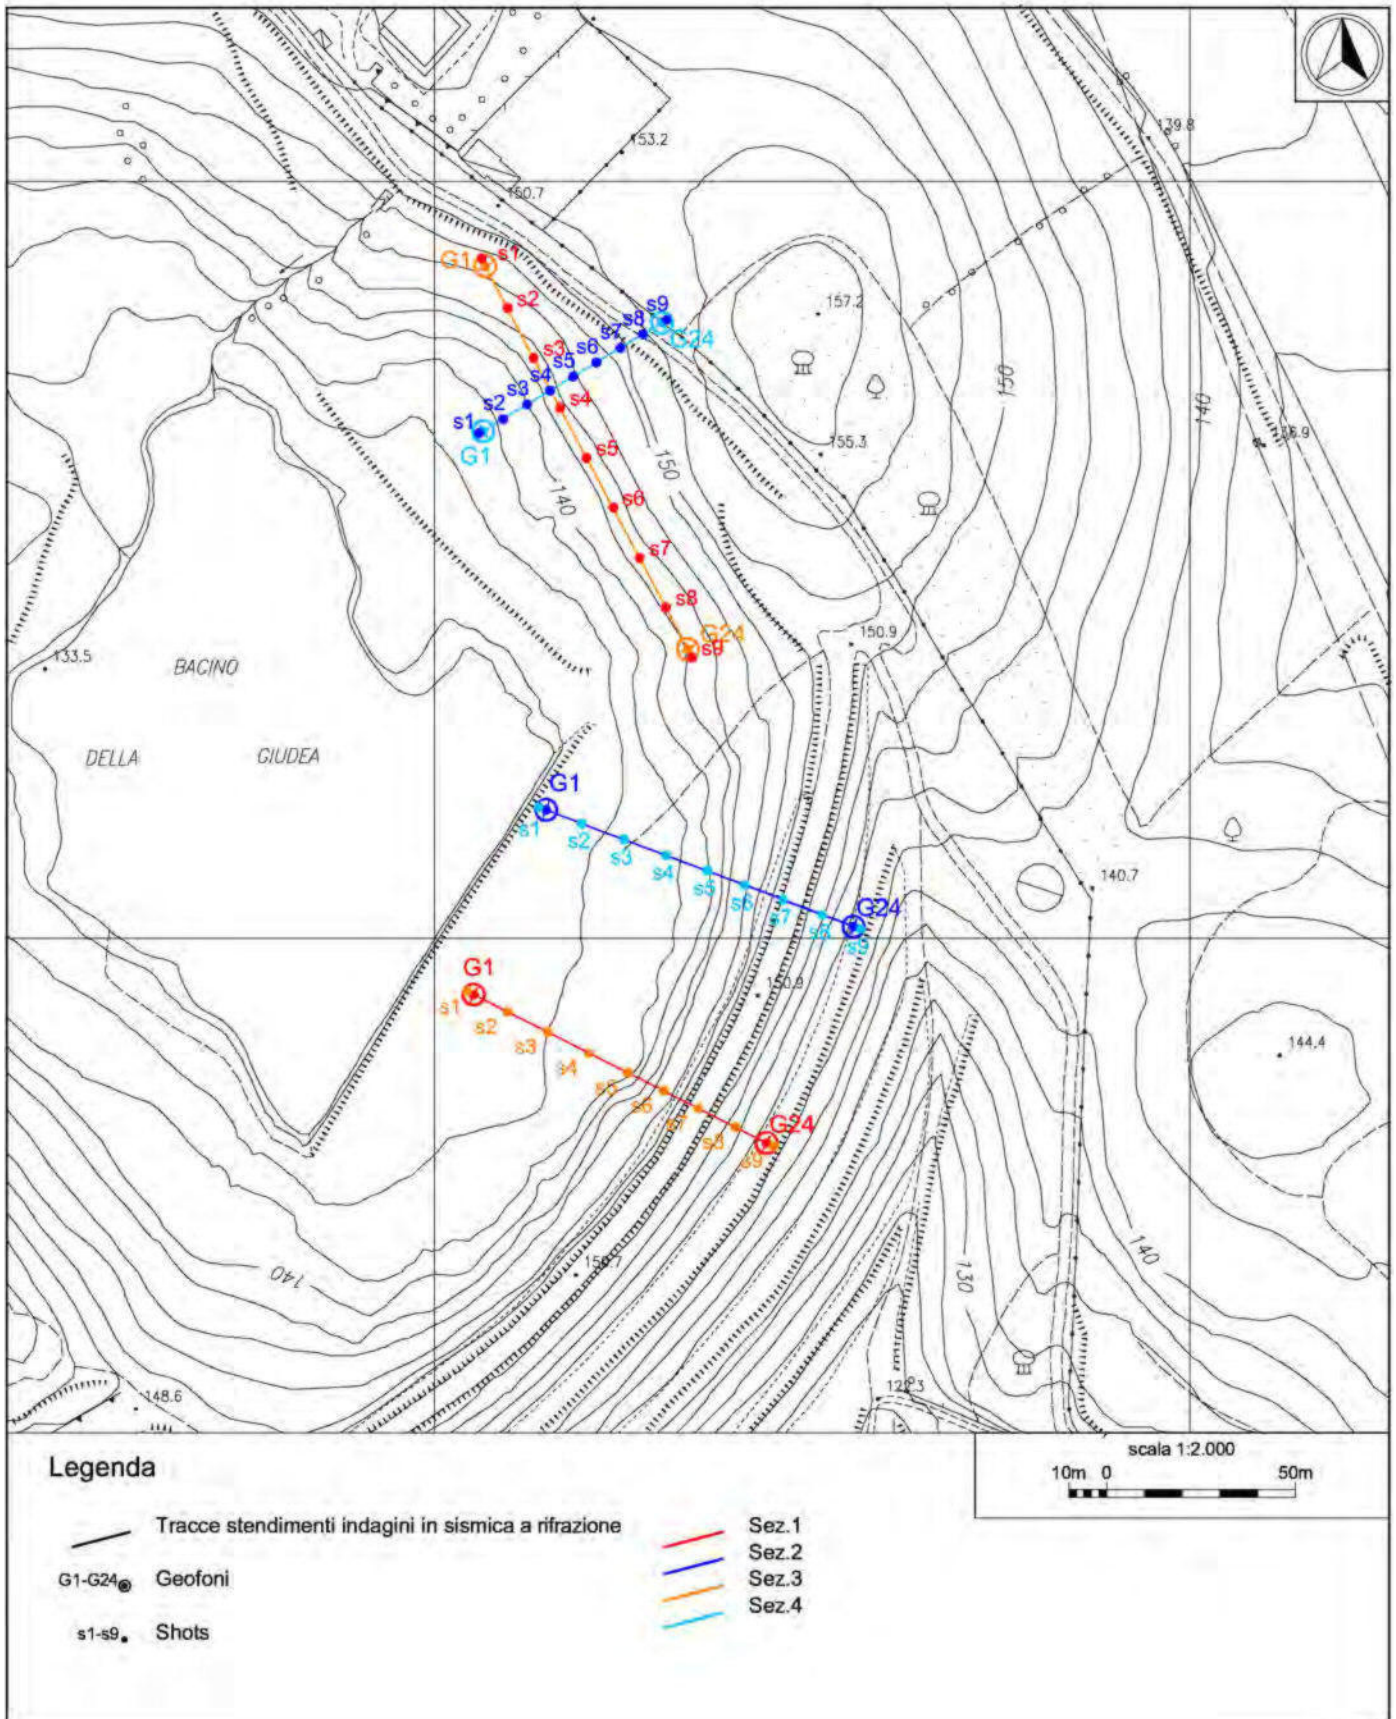 139.8
153.2
150.7
G1 s1
s2
157.2
s9
s8 G24
s7
s3 s6
s5
s4
s3 s4
s2
s1
G1
150
140
s5
155.3
150
140
s6
s7
s8
G24
s9
150.9
133.5
BACINO
DELLA GIUDEA
G1
s1
s2
s3
s4
s5
s6
s7
G24
s8
s9
140.7
G1
s1
s2
s3
s4
s5
s6
s7
s8
G24
s9
150.9
144.4
140
140
130
148.6
Legenda
Tracce stendimenti indagini in sismica a rifrazione
G1-G24 Geofoni
s1-s9 Shots
Sez.1
Sez.2
Sez.3
Sez.4
scala 1:2.000
10m 0 50m